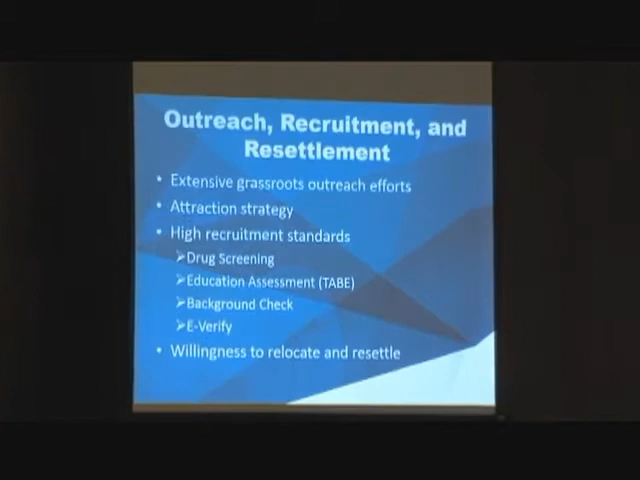 Outreach, Recruitment, and
Resettlement
• Extensive grassroots outreach efforts
• Attraction strategy
• High recruitment standards
➢Drug Screening
➢Education Assessment (TABE)
➢Background Check
➢E-Verify
• Willingness to relocate and resettle